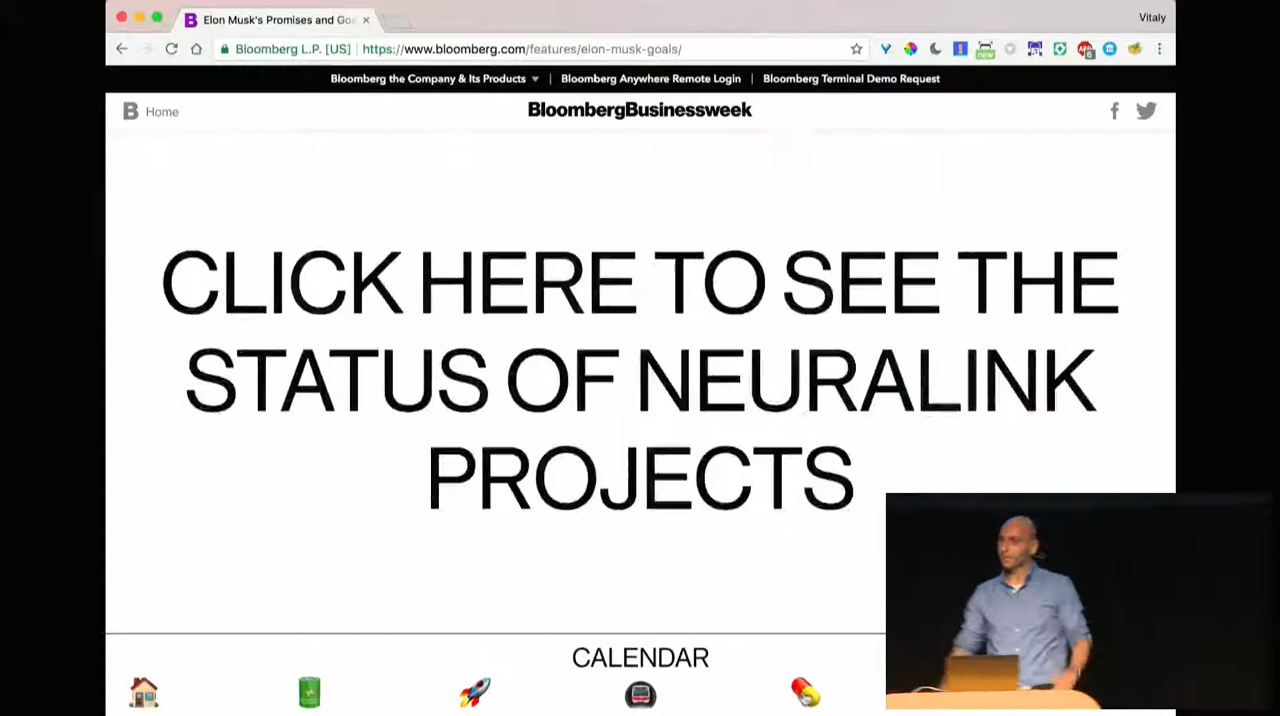 Elon Musk's Promises and Go
Vitaly
Bloomberg L.P. [US] https://www.bloomberg.com/features/elon-musk-goals/
new
Bloomberg the Company & Its Products
Bloomberg Anywhere Remote Login
Bloomberg Terminal Demo Request
B Home
BloombergBusinessweek
CLICK HERE TO SEE THE
STATUS OF NEURALINK
PROJECTS
CALENDAR